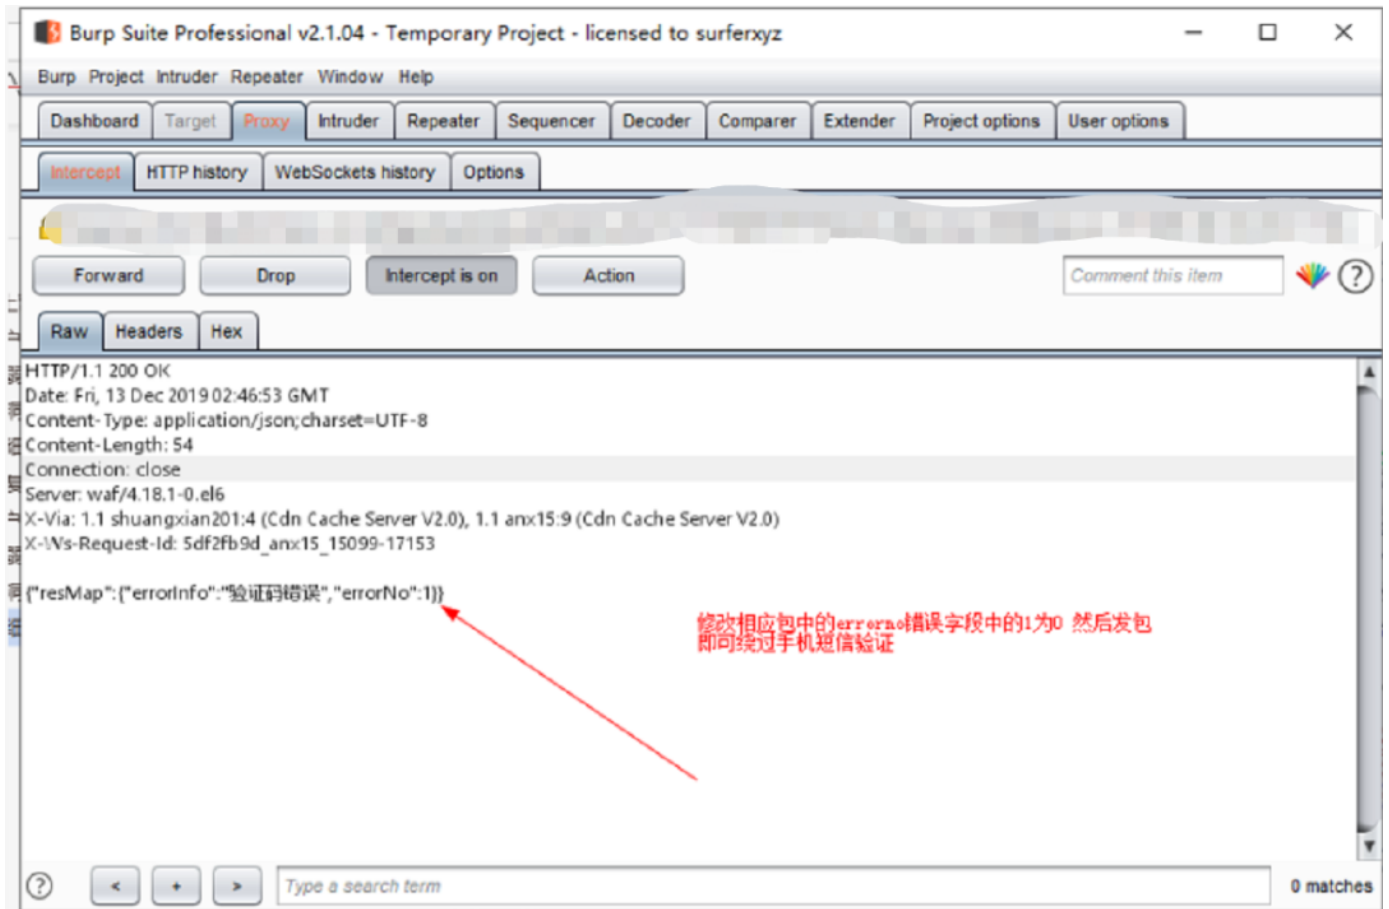 Burp Suite Professional v2.1.04 - Temporary Project - licensed to surferxyz
Burp Project Intruder Repeater Window Help
Dashboard Target Proxy Intruder Repeater Sequencer Decoder Comparer Extender Project options User options
Intercept HTTP history WebSockets history Options
Forward Drop Intercept is on Action Comment this item
Raw Headers Hex
HTTP/1.1 200 OK
Date: Fri, 13 Dec 2019 02:46:53 GMT
Content-Type: application/json;charset=UTF-8
Content-Length: 54
Connection: close
Server: waf/4.18.1-0.el6
X-Via: 1.1 shuangxian201:4 (Cdn Cache Server V2.0), 1.1 anx15:9 (Cdn Cache Server V2.0)
X-Ws-Request-Id: 5df2fb9d_anx15_15099-17153
{"resMap":{"errorInfo":"验证码错误","errorNo":1}}
修改相应包中的errorno错误字段中的1为0 然后发包
即可绕过手机短信验证
< + > Type a search term 0 matches